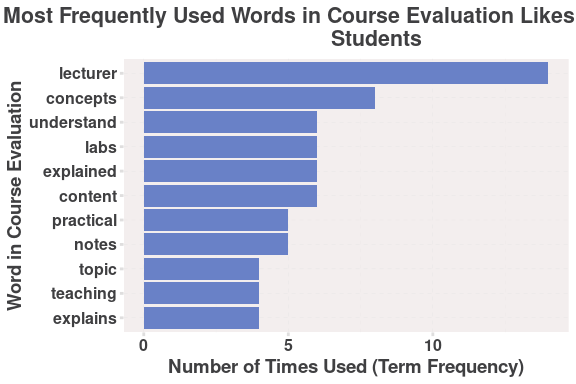 Most Frequently Used Words in Course Evaluation Likes
Students
Word in Course Evaluation
lecturer
concepts
understand
labs
explained
content
practical
notes
topic
teaching
explains
0 5 10
Number of Times Used (Term Frequency)